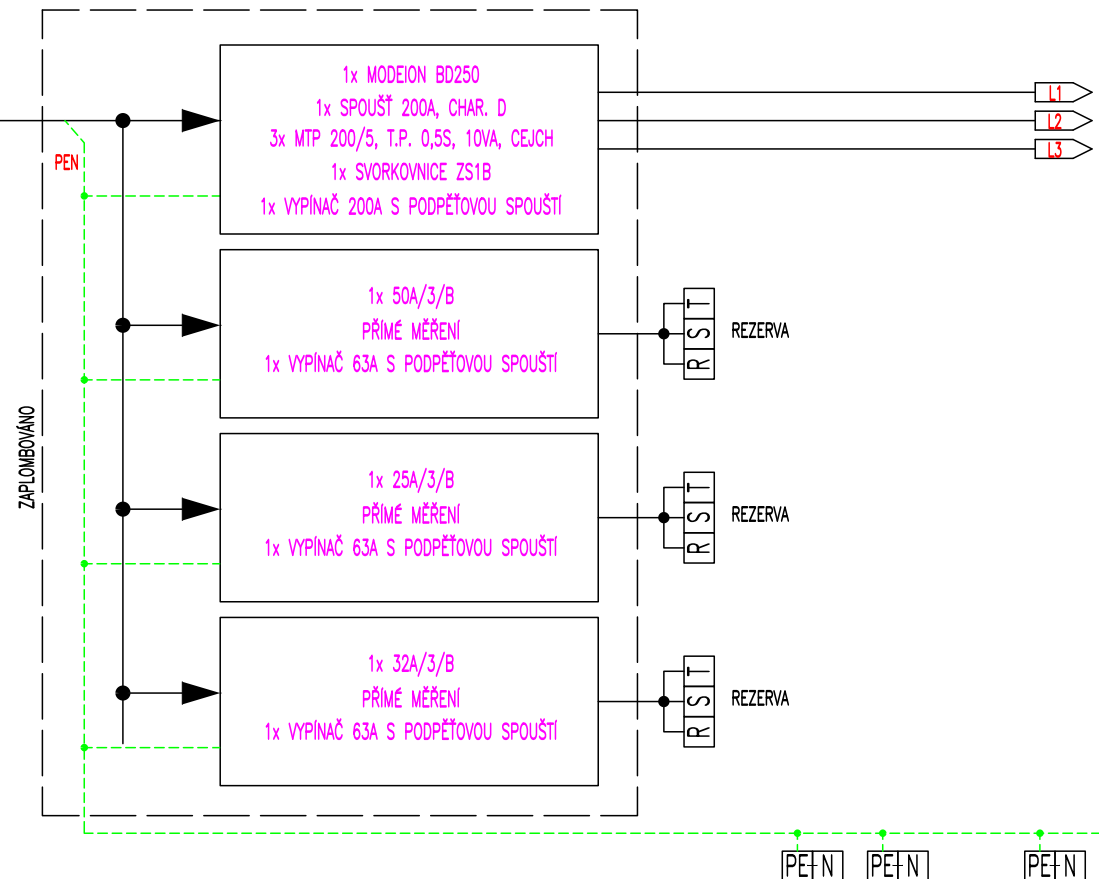 1x MODEION BD250
1x SPOUŠŤ 200A, CHAR. D
3x MTP 200/5, T.P. 0,5S, 10VA, CEJCH
1x SVORKOVNICE ZS1B
1x VYPÍNAČ 200A S PODPĚŤOVOU SPOUŠTÍ
L1
L2
L3
PEN
1x 50A/3/B
PŘÍMÉ MĚŘENÍ
1x VYPÍNAČ 63A S PODPĚŤOVOU SPOUŠTÍ
R S T
REZERVA
ZAPLOMBOVÁNO
1x 25A/3/B
PŘÍMÉ MĚŘENÍ
1x VYPÍNAČ 63A S PODPĚŤOVOU SPOUŠTÍ
R S T
REZERVA
1x 32A/3/B
PŘÍMÉ MĚŘENÍ
1x VYPÍNAČ 63A S PODPĚŤOVOU SPOUŠTÍ
R S T
REZERVA
PE N
PE N
PE N